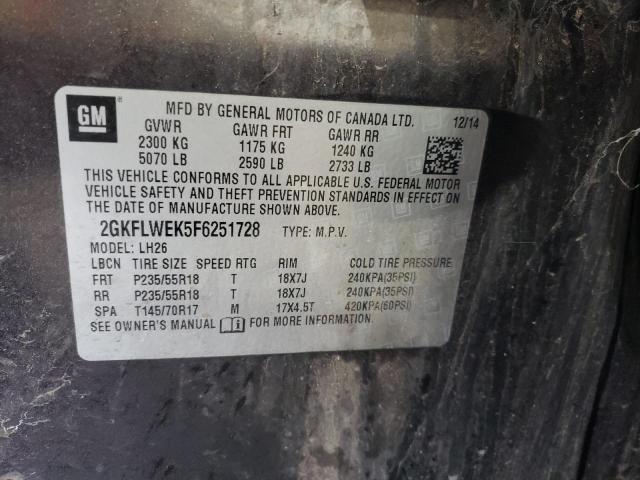 GM
MFD BY GENERAL MOTORS OF CANADA LTD. 12/14
GVWR GAWR FRT GAWR RR
2300 KG 1175 KG 1240 KG
5070 LB 2590 LB 2733 LB
THIS VEHICLE CONFORMS TO ALL APPLICABLE U.S. FEDERAL MOTOR
VEHICLE SAFETY AND THEFT PREVENTION STANDARDS IN EFFECT ON
THE DATE OF MANUFACTURE SHOWN ABOVE.
2GKFLWEK5F6251728 TYPE: M.P.V.
MODEL: LH26
LBCN TIRE SIZE SPEED RTG RIM COLD TIRE PRESSURE
FRT P235/55R18 T 18X7J 240KPA(35PSI)
RR P235/55R18 T 18X7J 240KPA(35PSI)
SPA T145/70R17 M 17X4.5T 420KPA(60PSI)
SEE OWNER'S MANUAL FOR MORE INFORMATION.